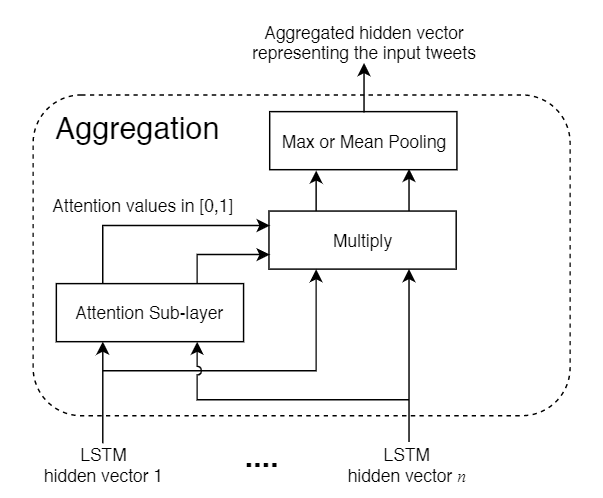 Aggregated hidden vector
representing the input tweets
Aggregation
Max or Mean Pooling
Attention values in [0,1]
Multiply
Attention Sub-layer
LSTM
hidden vector 1
....
LSTM
hidden vector n